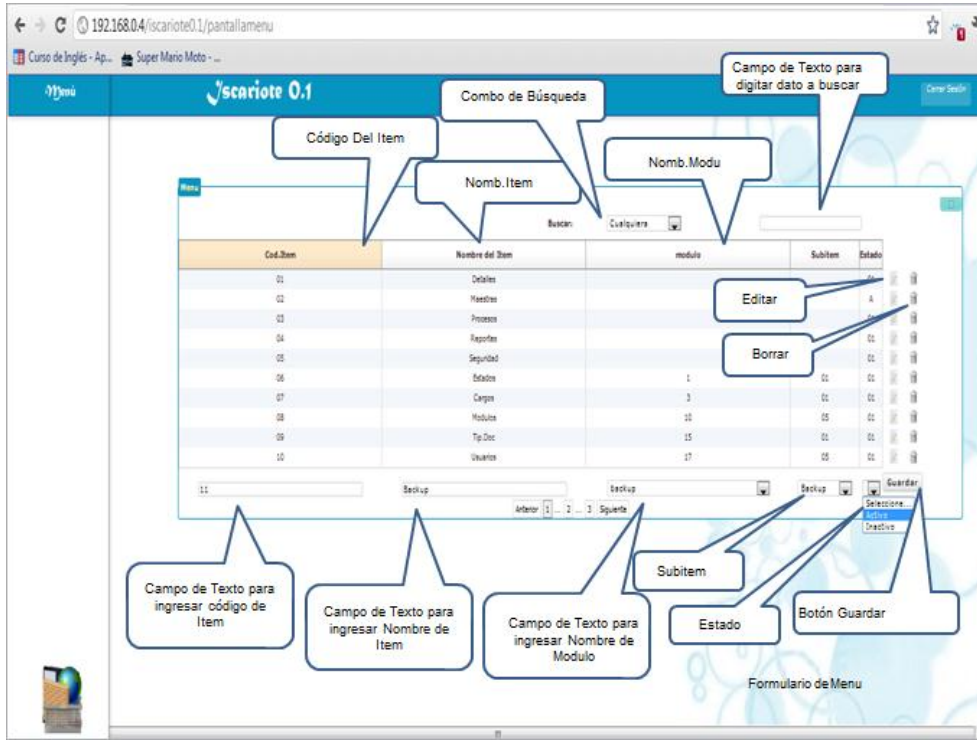 192.168.0.4/iscariote0.1/pantallamenu
1
Curso de Inglés - Ap...
Super Mario Moto - ...
Menú
Iscariote 0.1
Cerrar Sesión
Combo de Búsqueda
Campo de Texto para
digitar dato a buscar
Código Del Item
Nomb.Item
Nomb.Modu
Menu
Buscar:
Cualquiera
Cod.Item
Nombre del Item
modulo
Subitem
Estado
01 Detalles
02 Maestras A
03 Procesos
04 Reportes 01
05 Seguridad 01
06 Estados 1 01 01
07 Cargos 3 01 01
08 Modulos 10 05 01
09 Tip.Doc 15 01 01
10 Usuarios 17 05 01
Editar
Borrar
11
Backup
backup
Backup
Guardar
Seleccione...
Activo
Inactivo
Anterior 1 ... 2 ... 3 Siguiente
Campo de Texto para
ingresar código de
Item
Campo de Texto para
ingresar Nombre de
Item
Campo de Texto para
ingresar Nombre de
Modulo
Subitem
Estado
Botón Guardar
Formulario de Menu